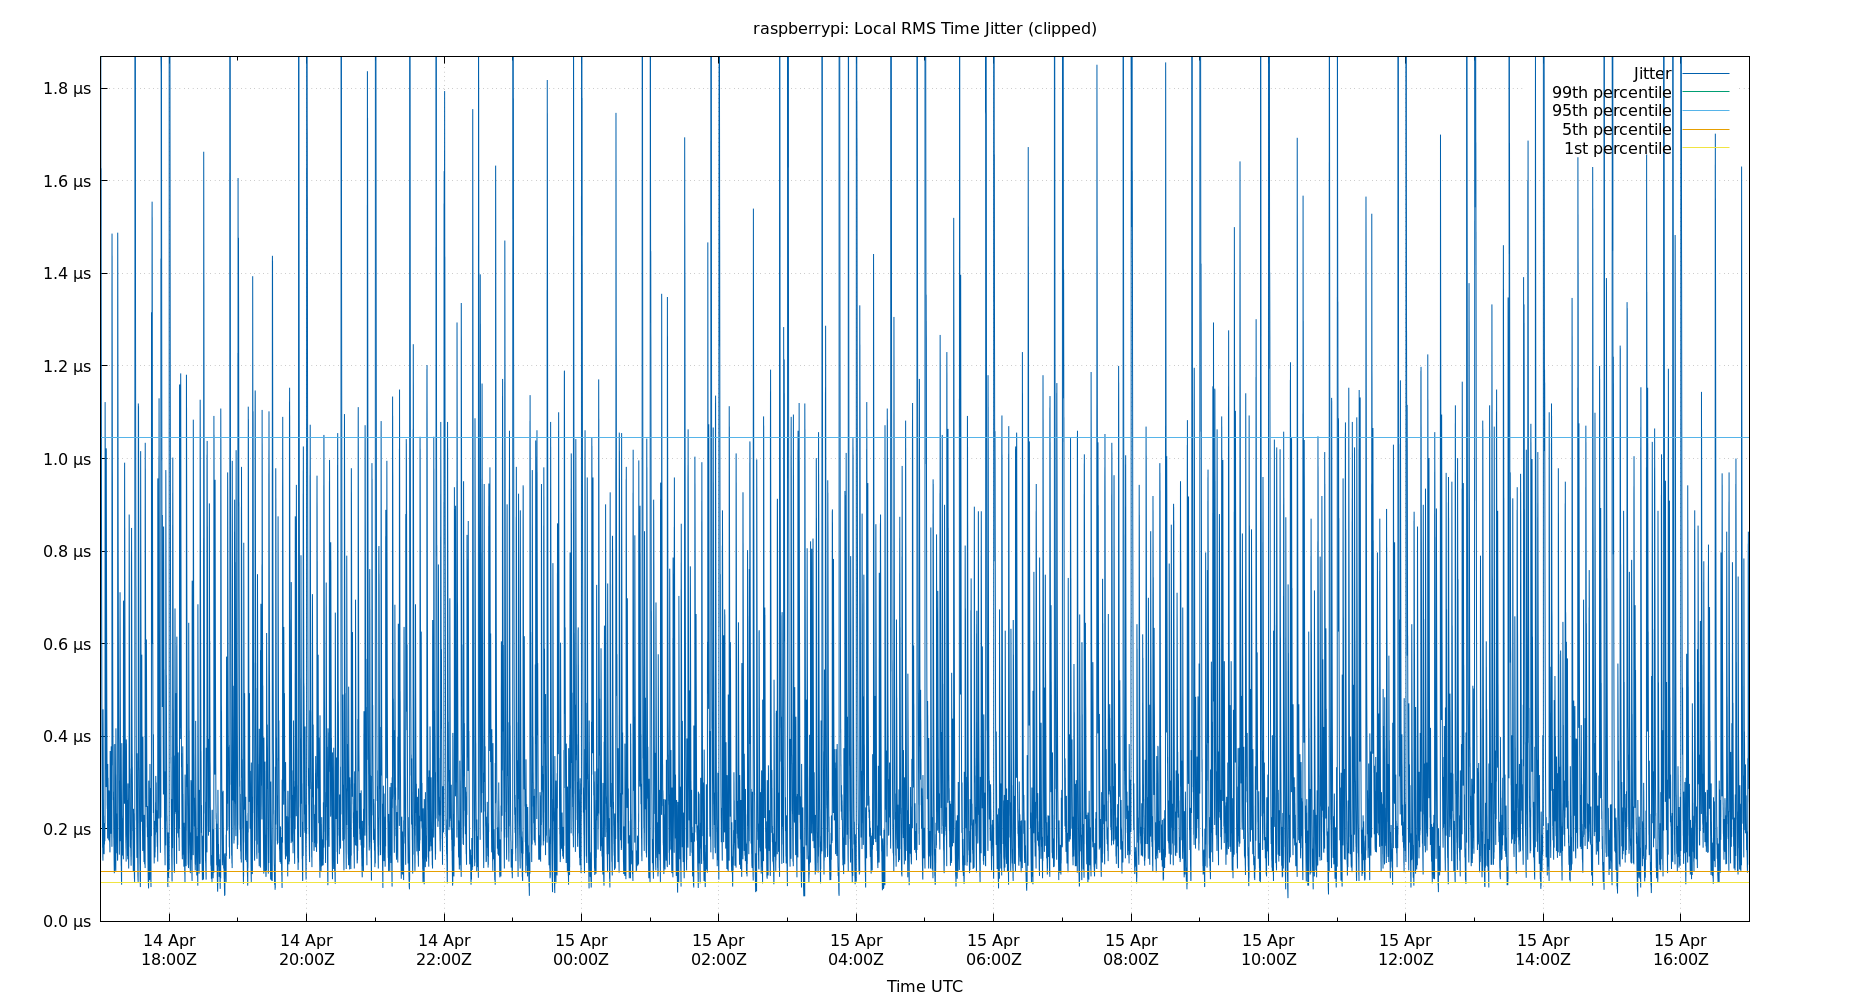 raspberrypi: Local RMS Time Jitter (clipped)
Jitter
99th percentile
95th percentile
5th percentile
1st percentile
1.8 µs
1.6 µs
1.4 µs
1.2 µs
1.0 µs
0.8 µs
0.6 µs
0.4 µs
0.2 µs
0.0 µs
14 Apr 14 Apr 14 Apr 15 Apr 15 Apr 15 Apr 15 Apr 15 Apr 15 Apr 15 Apr 15 Apr 15 Apr
18:00Z 20:00Z 22:00Z 00:00Z 02:00Z 04:00Z 06:00Z 08:00Z 10:00Z 12:00Z 14:00Z 16:00Z
Time UTC